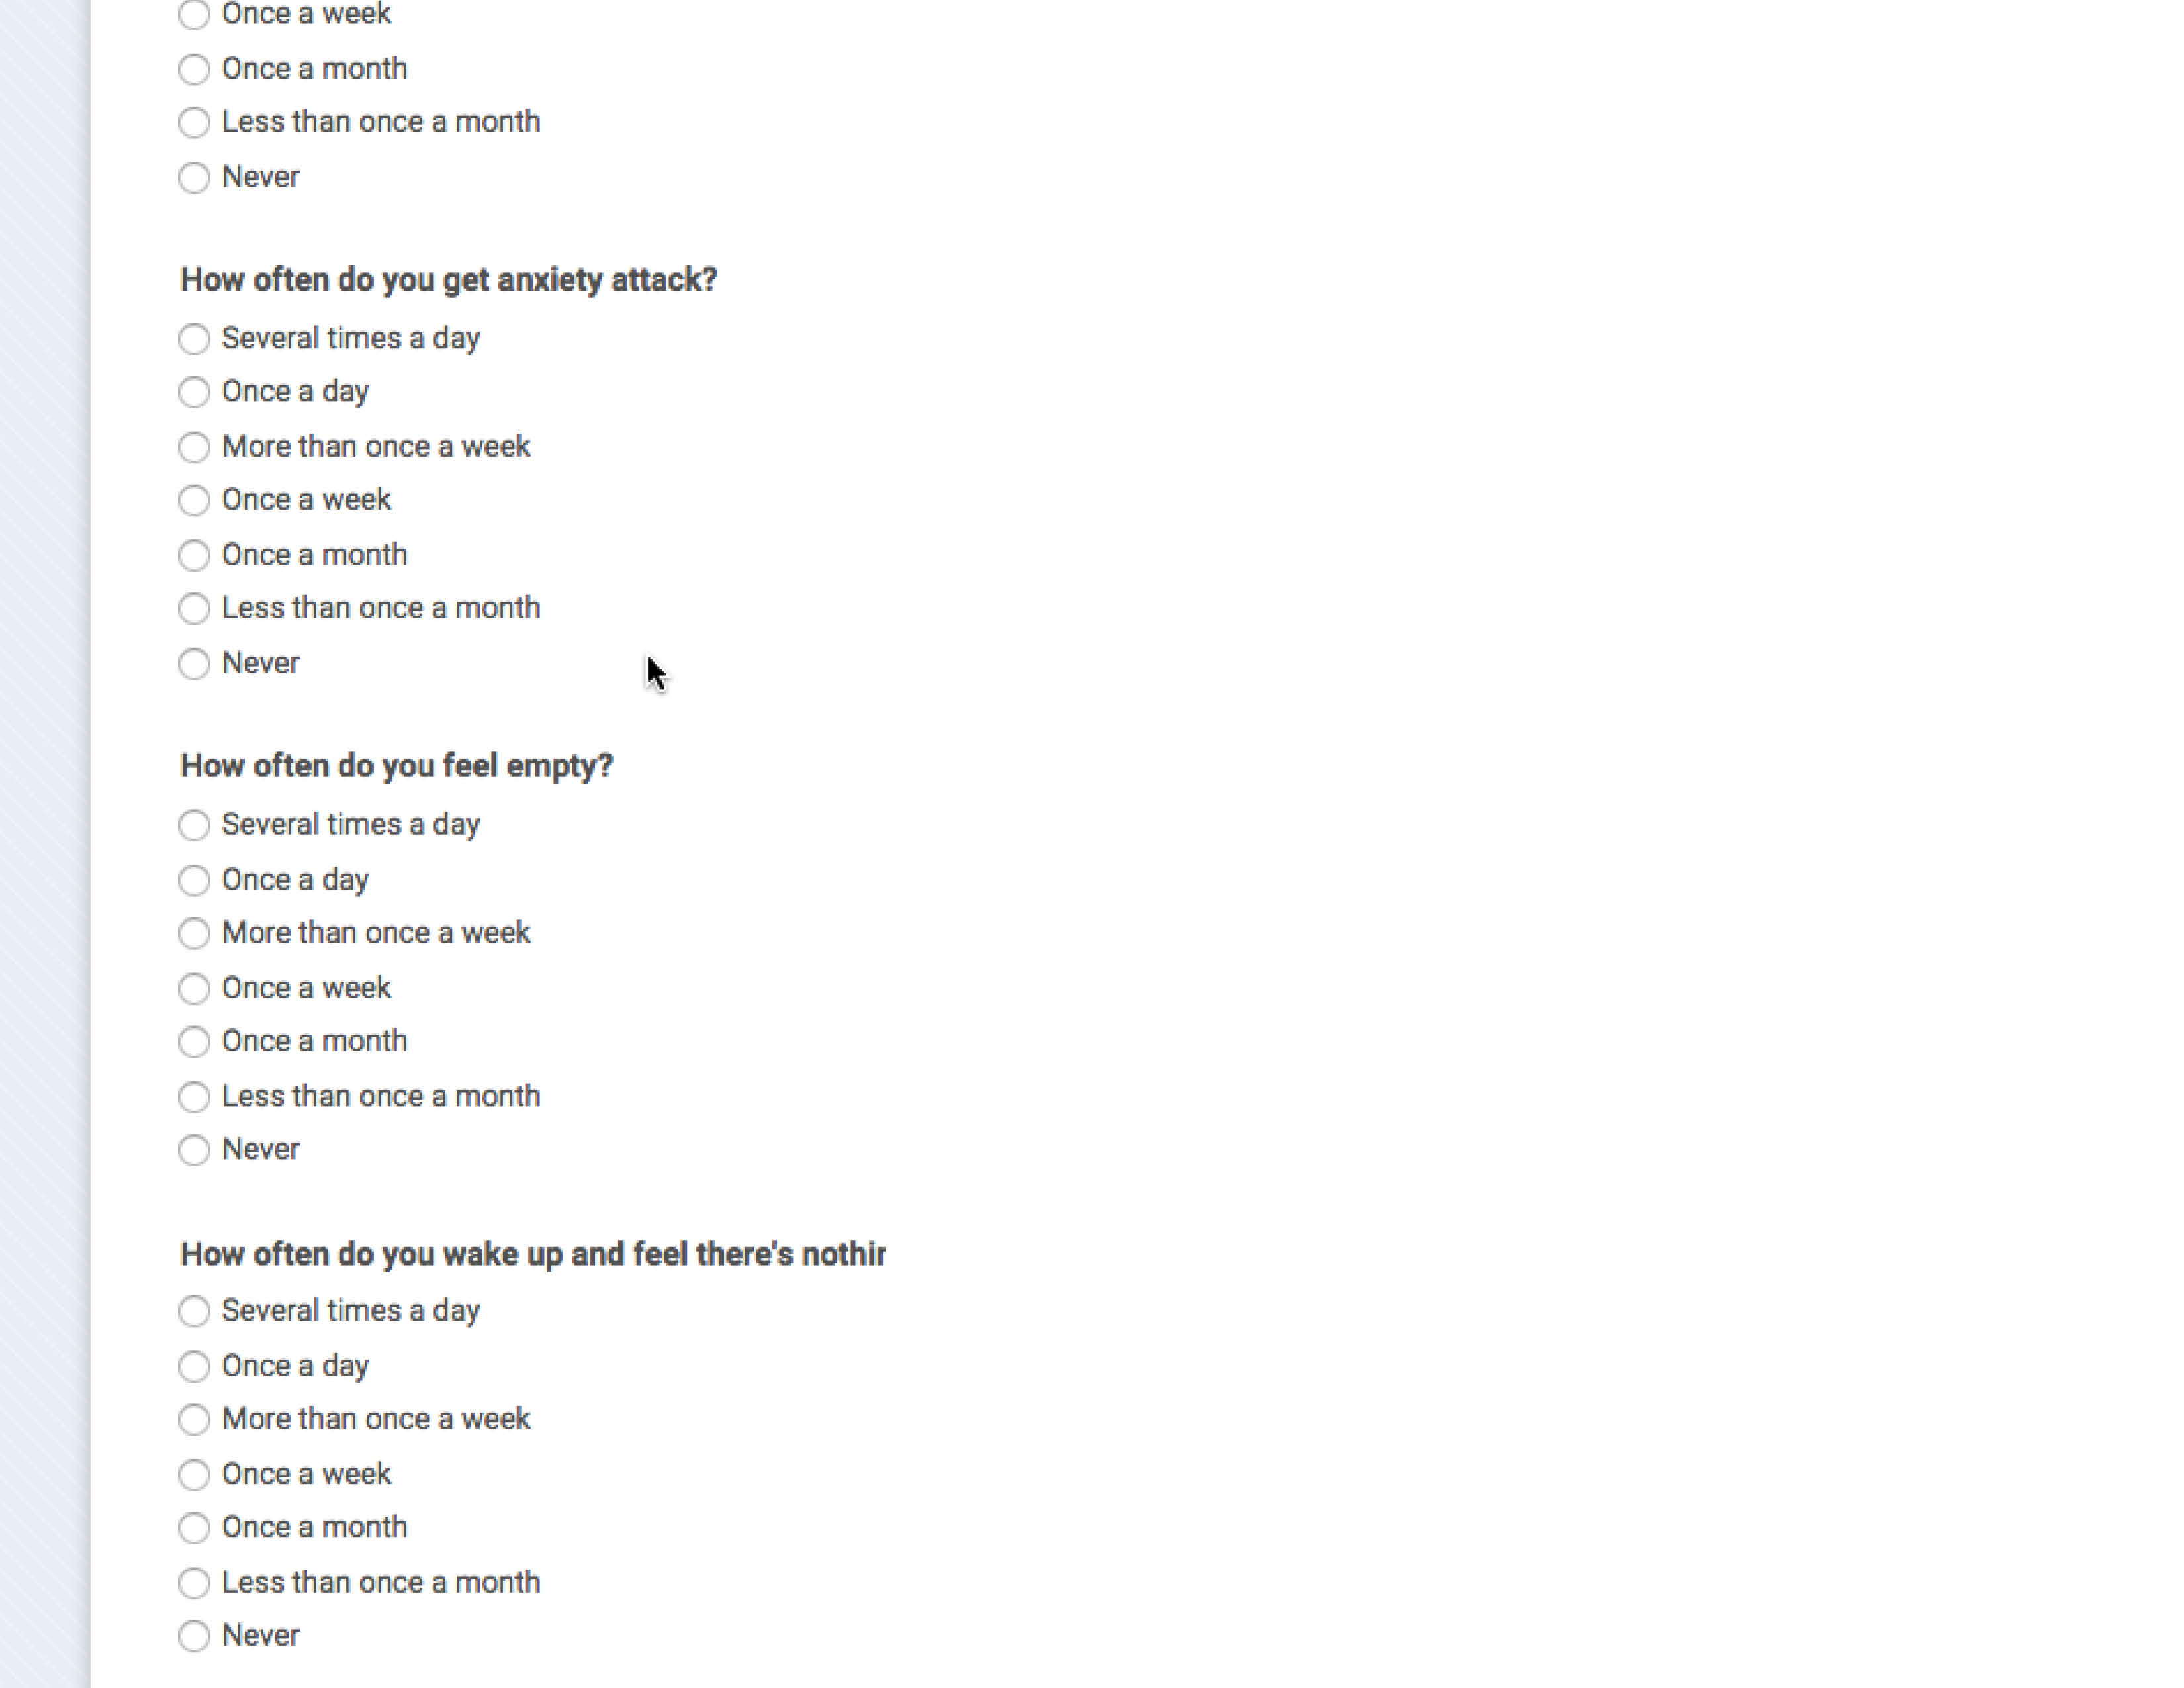 Once a week
Once a month
Less than once a month
Never
How often do you get anxiety attack?
Several times a day
Once a day
More than once a week
Once a week
Once a month
Less than once a month
Never
How often do you feel empty?
Several times a day
Once a day
More than once a week
Once a week
Once a month
Less than once a month
Never
How often do you wake up and feel there's
Several times a day
Once a day
More than once a week
Once a week
Once a month
Less than once a month
Never